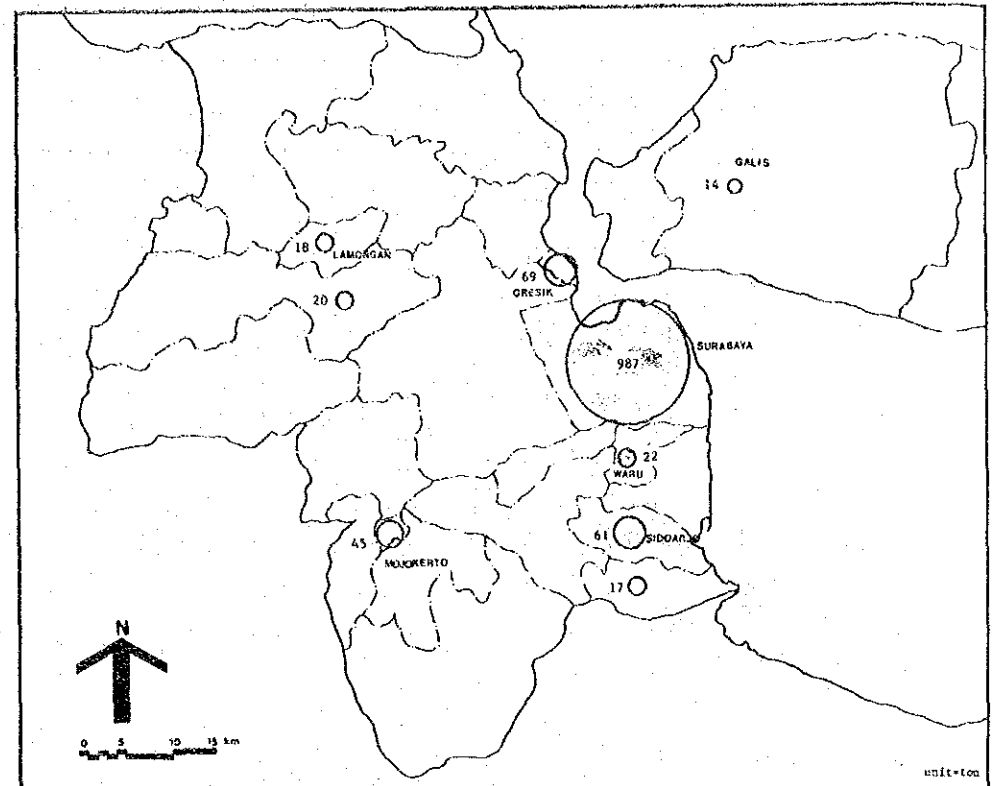 GALIS
14
18
LAMONGAN
69
GRESIK
20
SURABAYA
987
22
WARU
61
SIDOARJO
45
MOJOKERTO
17
N
0 5 10 15 km
unit=ton